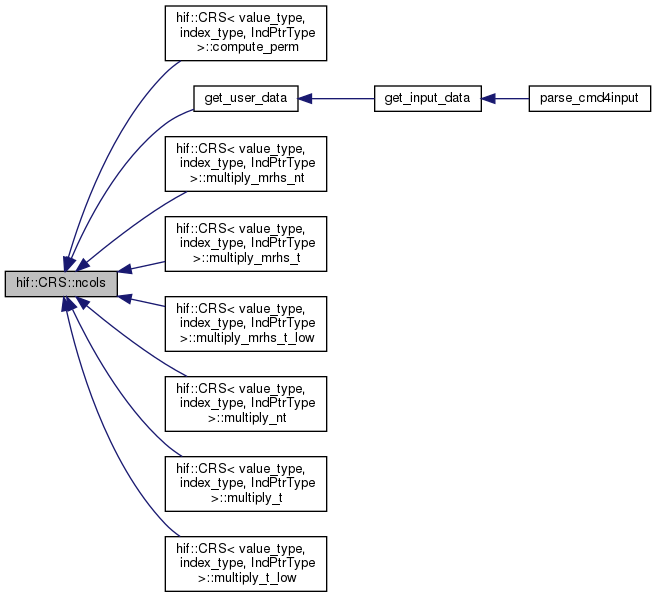 hif::CRS< value_type,
index_type, IndPtrType
>::compute_perm
get_user_data
get_input_data
parse_cmd4input
hif::CRS< value_type,
index_type, IndPtrType
>::multiply_mrhs_nt
hif::CRS< value_type,
index_type, IndPtrType
>::multiply_mrhs_t
hif::CRS::ncols
hif::CRS< value_type,
index_type, IndPtrType
>::multiply_mrhs_t_low
hif::CRS< value_type,
index_type, IndPtrType
>::multiply_nt
hif::CRS< value_type,
index_type, IndPtrType
>::multiply_t
hif::CRS< value_type,
index_type, IndPtrType
>::multiply_t_low